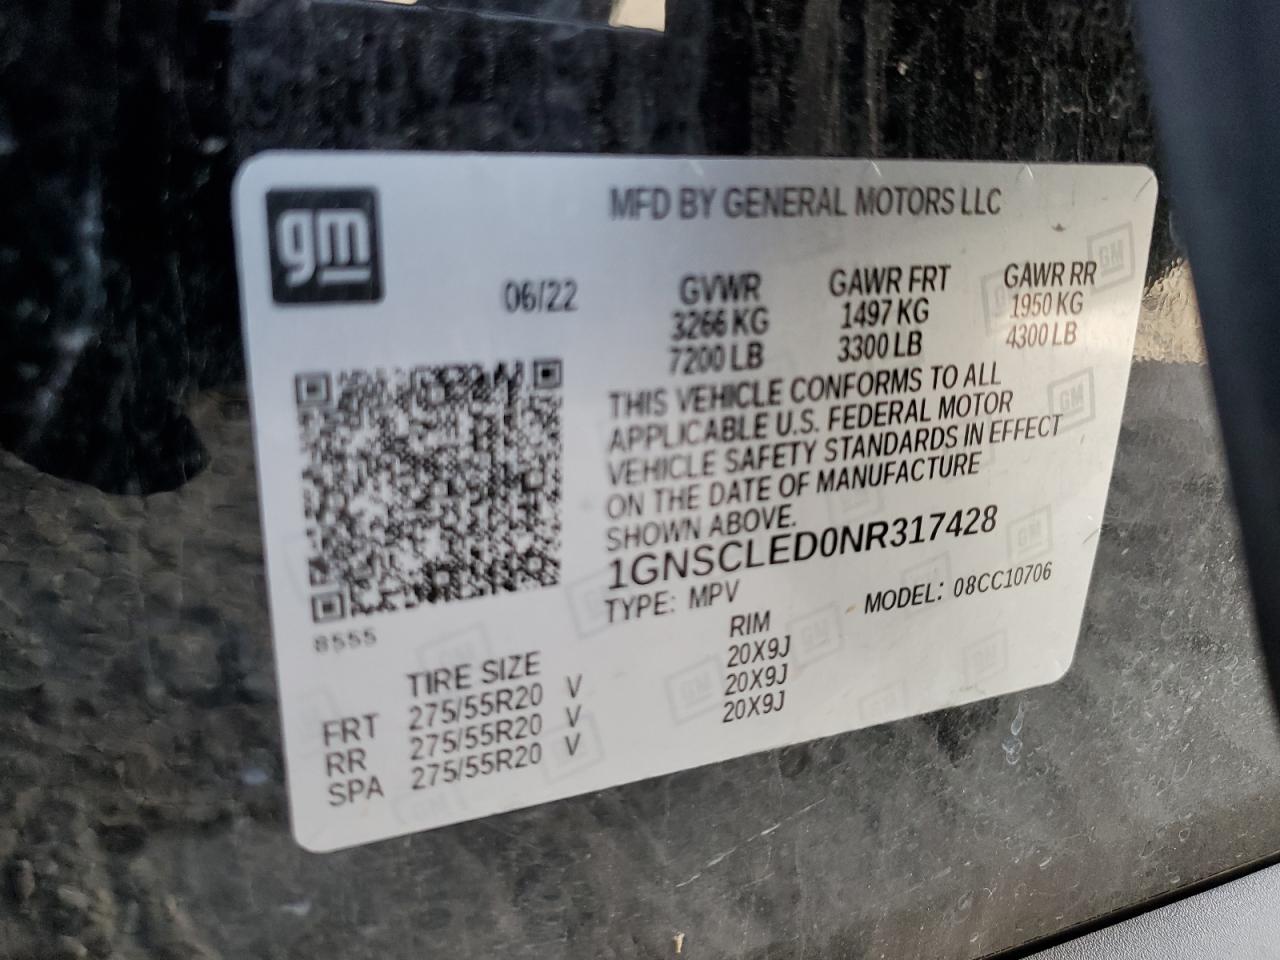 gm
MFD BY GENERAL MOTORS LLC
06/22
GVWR GAWR FRT GAWR RR
3266 KG 1497 KG 1950 KG
7200 LB 3300 LB 4300 LB
THIS VEHICLE CONFORMS TO ALL
APPLICABLE U.S. FEDERAL MOTOR
VEHICLE SAFETY STANDARDS IN EFFECT
ON THE DATE OF MANUFACTURE
SHOWN ABOVE.
1GNSCLED0NR317428
TYPE: MPV MODEL: 08CC10706
8555
TIRE SIZE RIM
FRT 275/55R20 V 20X9J
RR 275/55R20 V 20X9J
SPA 275/55R20 V 20X9J